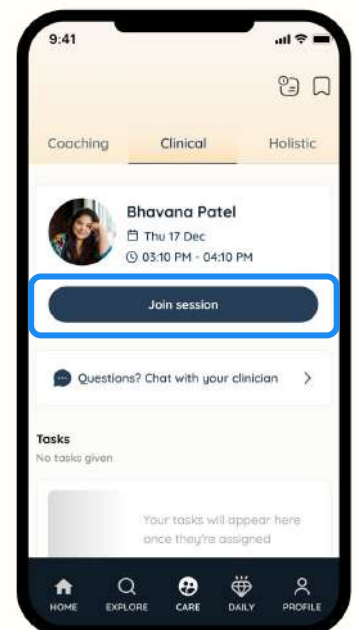 9:41
Coaching Clinical Holistic
Bhavana Patel
Thu 17 Dec
03:10 PM - 04:10 PM
Join session
Questions? Chat with your clinician
Tasks
No tasks given
Your tasks will appear here
once they're assigned
HOME EXPLORE CARE DAILY PROFILE